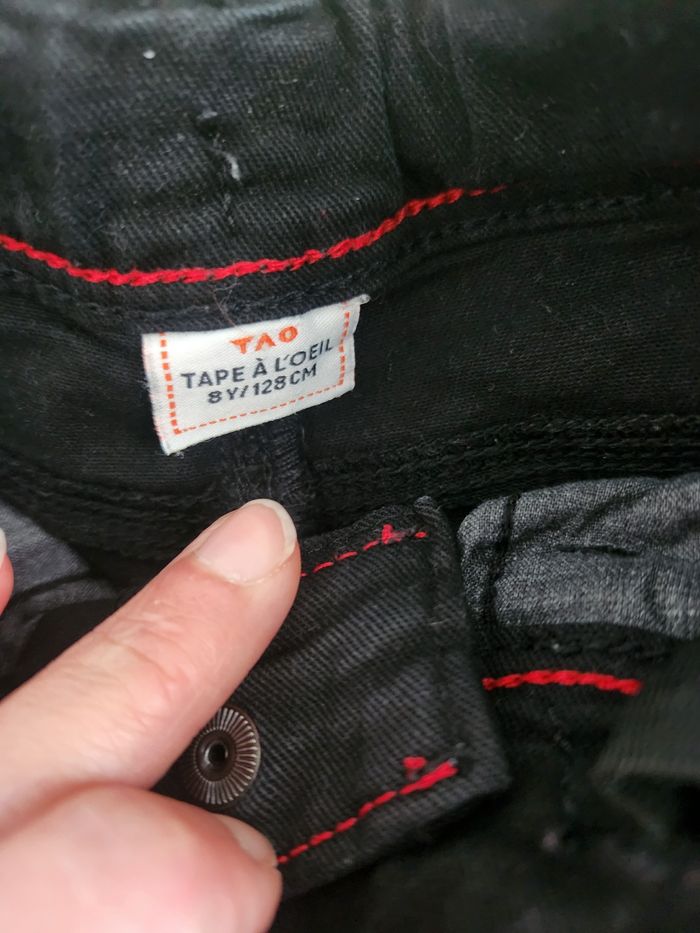 TAO
TAPE À L'OEIL
8Y/128CM